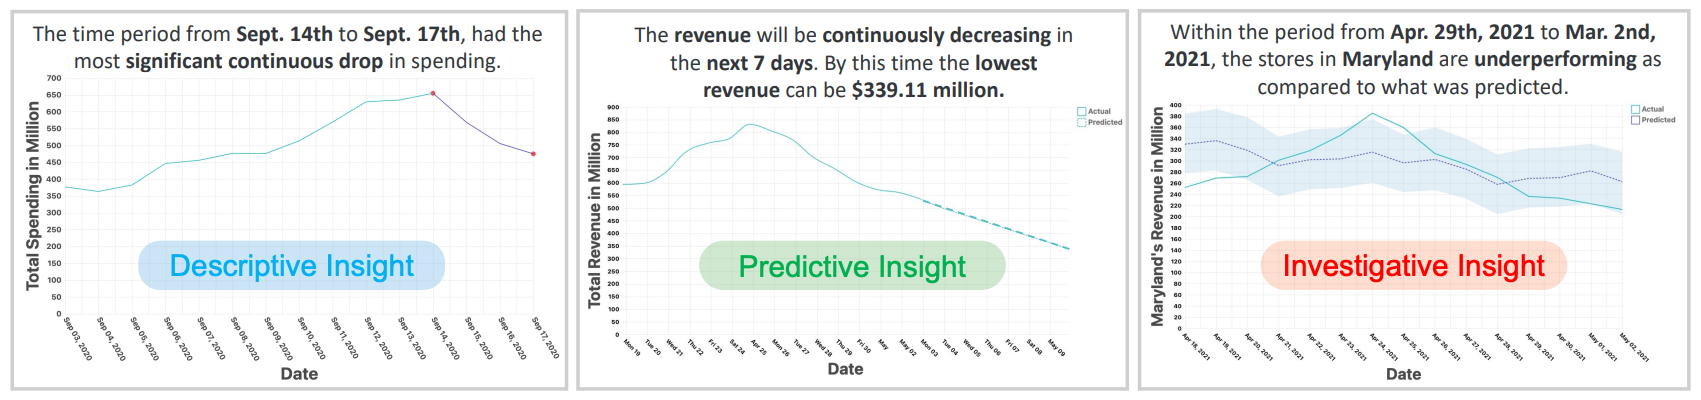 The time period from Sept. 14th to Sept. 17th, had the
most significant continuous drop in spending.
Total Spending in Million
700
650
600
550
500
450
400
350
300
250
200
150
100
50
0
Descriptive Insight
Sep 03, 2020
Sep 04, 2020
Sep 05, 2020
Sep 06, 2020
Sep 07, 2020
Sep 08, 2020
Sep 09, 2020
Sep 10, 2020
Sep 11, 2020
Sep 12, 2020
Sep 13, 2020
Sep 14, 2020
Sep 15, 2020
Sep 16, 2020
Sep 17, 2020
Date
The revenue will be continuously decreasing in
the next 7 days. By this time the lowest
revenue can be $339.11 million.
Actual
Predicted
Total Revenue in Million
900
850
800
750
700
650
600
550
500
450
400
350
300
250
200
150
100
50
0
Predictive Insight
Mon 19
Tue 20
Wed 21
Thu 22
Fri 23
Sat 24
Apr 25
Mon 26
Tue 27
Wed 28
Thu 29
Fri 30
May
May 02
Mon 03
Tue 04
Wed 05
Thu 06
Fri 07
Sat 08
May 09
Date
Within the period from Apr. 29th, 2021 to Mar. 2nd,
2021, the stores in Maryland are underperforming as
compared to what was predicted.
Actual
Predicted
Maryland's Revenue in Million
400
380
360
340
320
300
280
260
240
220
200
180
160
140
120
100
80
60
40
20
0
Investigative Insight
Apr 18, 2021
Apr 19, 2021
Apr 20, 2021
Apr 21, 2021
Apr 22, 2021
Apr 23, 2021
Apr 24, 2021
Apr 25, 2021
Apr 26, 2021
Apr 27, 2021
Apr 28, 2021
Apr 29, 2021
Apr 30, 2021
May 01, 2021
May 02, 2021
Date